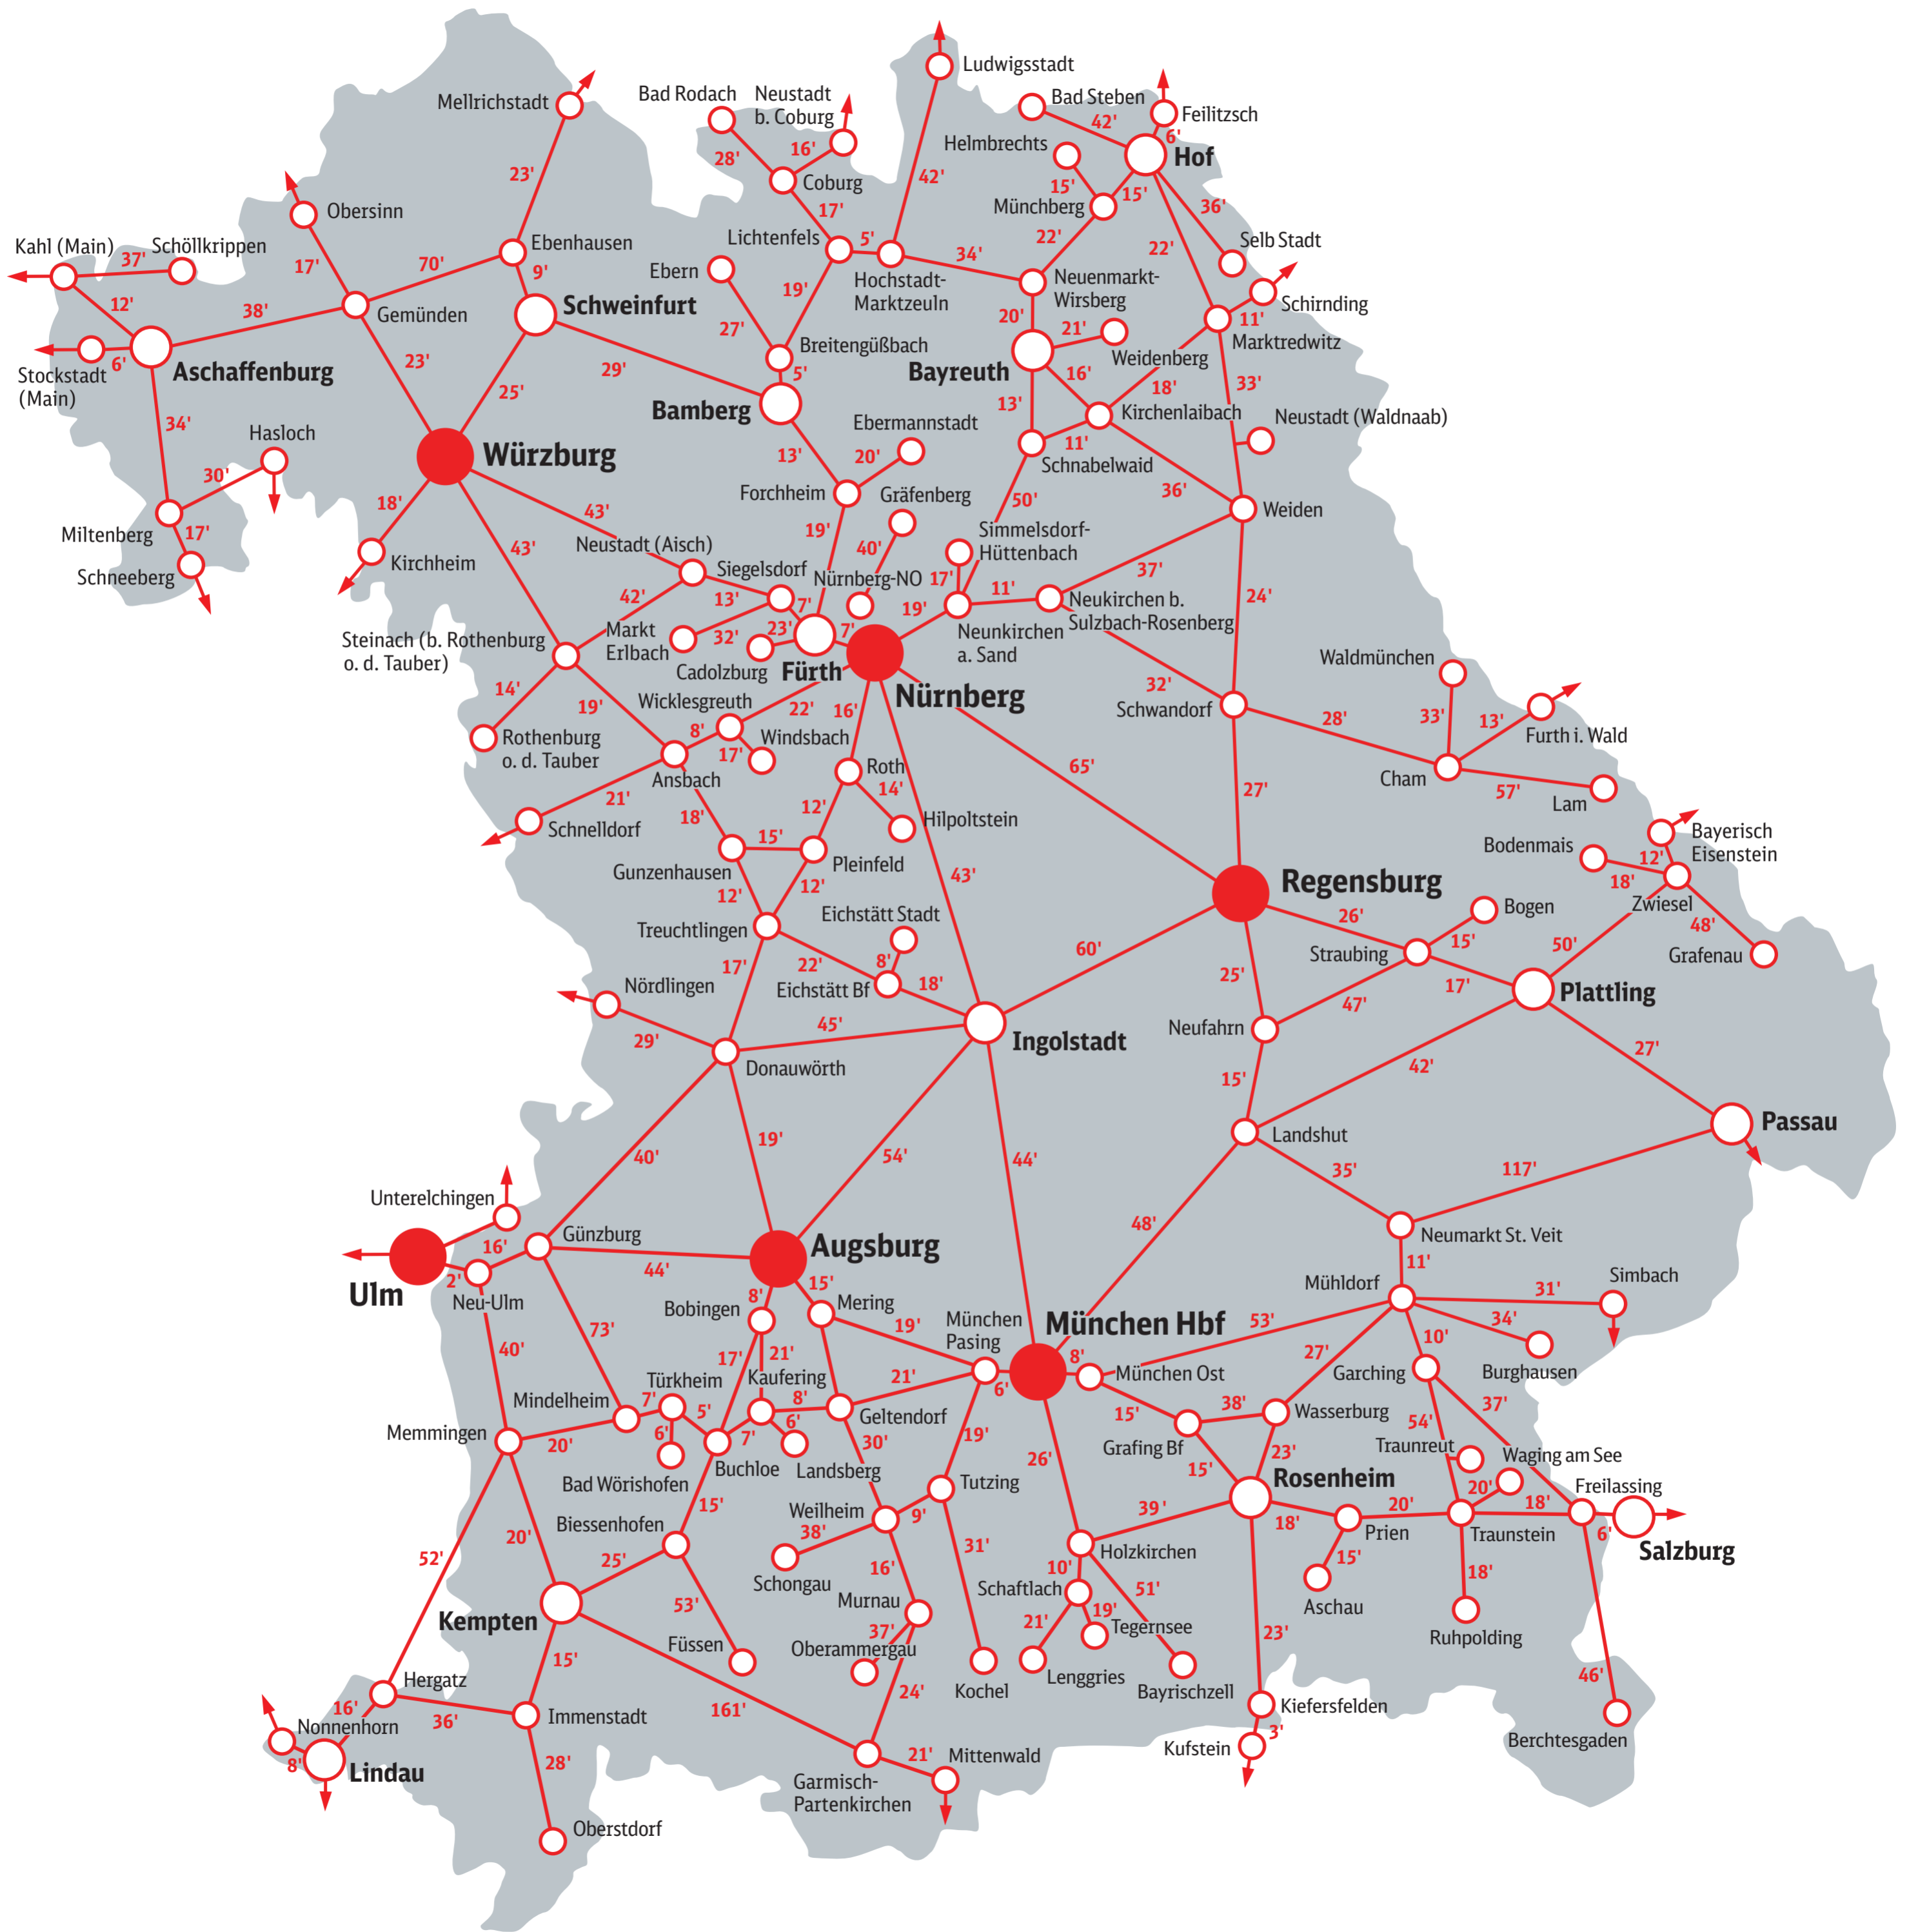 Ludwigsstadt
Bad Rodach
Neustadt
b. Coburg
Bad Steben
Mellrichstadt
42'
Feilitzsch
6'
Helmbrechts
Hof
28'
16'
23'
42'
Coburg
15'
15'
Obersinn
17'
Münchberg
36'
Kahl (Main)
Schöllkrippen
Ebenhausen
Lichtenfels
5'
22'
22'
Selb Stadt
37'
17'
70'
9'
Ebern
Hochstadt-
Marktzeuln
34'
Neuenmarkt-
Wirsberg
12'
38'
Gemünden
Schweinfurt
19'
Schirnding
27'
20'
21'
11'
Stockstadt
(Main)
6'
Aschaffenburg
23'
29'
Breitengüßbach
Marktredwitz
Weidenberg
5'
Bayreuth
16'
25'
Bamberg
18'
33'
13'
Kirchenlaibach
34'
Hasloch
Ebermannstadt
Neustadt (Waldnaab)
Würzburg
13'
20'
11'
Schnabelwaid
30'
Forchheim
Gräfenberg
50'
36'
18'
43'
Weiden
Miltenberg
17'
Neustadt (Aisch)
19'
Simmelsdorf-
Hüttenbach
Schneeberg
Kirchheim
43'
Siegelsdorf
40'
Nürnberg-NO
17'
11'
37'
42'
13'
7'
19'
24'
Steinach (b. Rothenburg
o. d. Tauber)
Markt
Erlbach
32'
23'
7'
Neunkirchen
a. Sand
Neukirchen b.
Sulzbach-Rosenberg
Cadolzburg
Fürth
Nürnberg
Waldmünchen
14'
19'
Wicklesgreuth
22'
16'
32'
Schwandorf
28'
33'
13'
Rothenburg
o. d. Tauber
8'
17'
Windsbach
Furth i. Wald
Ansbach
Roth
65'
Cham
57'
Lam
21'
14'
27'
Schnelldorf
18'
12'
Hilpoltstein
15'
Bayerisch
Eisenstein
Gunzenhausen
Pleinfeld
43'
Bodenmais
12'
12'
12'
Regensburg
18'
Zwiesel
Treuchtlingen
Eichstätt Stadt
26'
Bogen
48'
17'
22'
8'
60'
15'
50'
Grafenau
Nördlingen
Eichstätt Bf
18'
Straubing
25'
17'
Plattling
47'
29'
45'
Neufahrn
Ingolstadt
Donauwörth
27'
15'
42'
19'
Landshut
Passau
40'
54'
44'
35'
117'
Unterelchingen
48'
16'
Günzburg
Augsburg
Neumarkt St. Veit
44'
11'
Ulm
2'
15'
Mühldorf
Simbach
Neu-Ulm
8'
Bobingen
Mering
München
Pasing
München Hbf
53'
31'
73'
19'
34'
40'
27'
10'
17'
21'
8'
Garching
Burghausen
Türkheim
Kaufering
21'
6'
München Ost
Mindelheim
7'
5'
8'
38'
Wasserburg
37'
Memmingen
20'
6'
7'
6'
Geltendorf
15'
54'
Grafing Bf
30'
19'
23'
Traunreut
Waging am See
Bad Wörishofen
Buchloe
Landsberg
26'
15'
Rosenheim
Tutzing
20'
Freilassing
15'
Weilheim
9'
39'
20'
18'
20'
Biessenhofen
38'
18'
Prien
Traunstein
6'
Salzburg
52'
25'
31'
Holzkirchen
Schongau
16'
10'
15'
18'
Kempten
53'
Murnau
Schaftlach
51'
Aschau
21'
19'
Tegernsee
37'
Füssen
Oberammergau
23'
Ruhpolding
15'
Kochel
Lenggries
46'
Hergatz
24'
Bayrischzell
16'
36'
Immenstadt
161'
Kiefersfelden
Nonnenhorn
3'
Berchtesgaden
8'
Lindau
28'
21'
Mittenwald
Kufstein
Garmisch-
Partenkirchen
Oberstdorf